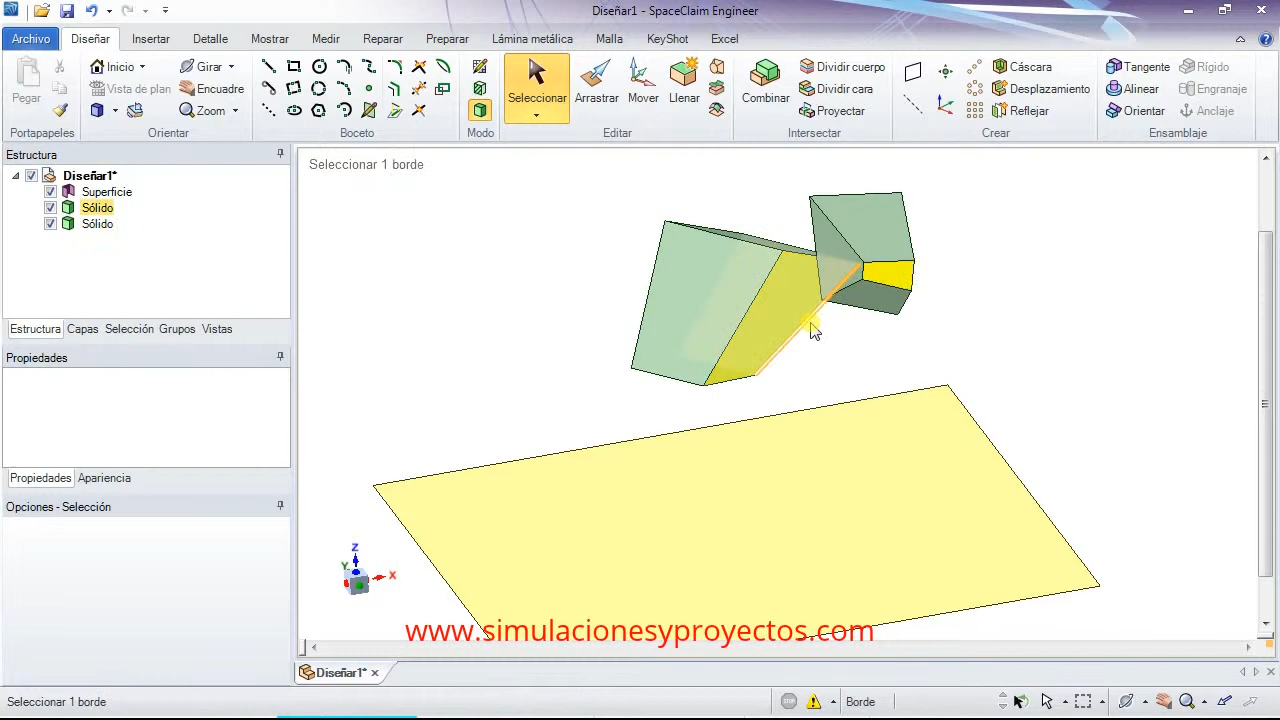 Diseñar1 - SpaceClaim Engineer
Archivo Diseñar Insertar Detalle Mostrar Medir Reparar Preparar Lámina metálica Malla KeyShot Excel
Pegar
Portapapeles
Inicio Girar
Vista de plan Encuadre
Zoom
Orientar
Boceto
Modo
Seleccionar Arrastrar Mover Llenar
Editar
Combinar
Dividir cuerpo
Dividir cara
Proyectar
Intersectar
Cáscara
Desplazamiento
Reflejar
Crear
Tangente Rígido
Alinear Engranaje
Orientar Anclaje
Ensamblaje
Estructura
Diseñar1*
Superficie
Sólido
Sólido
Estructura Capas Selección Grupos Vistas
Propiedades
Propiedades Apariencia
Opciones - Selección
Seleccionar 1 borde
Z
Y
X
www.simulacionesyproyectos.com
Diseñar1*
Seleccionar 1 borde
Borde